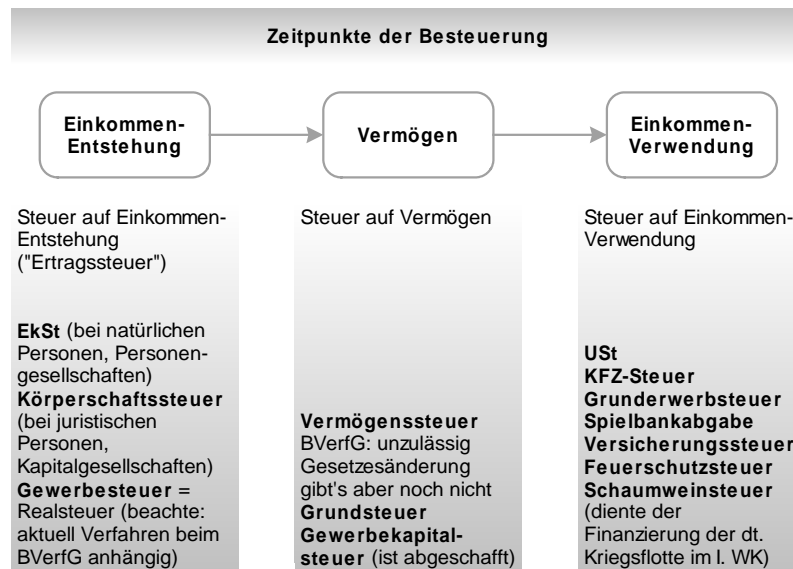 Zeitpunkte der Besteuerung
Einkommen-
Entstehung
Vermögen
Einkommen-
Verwendung
Steuer auf Einkommen-
Entstehung
("Ertragssteuer")
EkSt (bei natürlichen
Personen, Personen-
gesellschaften)
Körperschaftssteuer
(bei juristischen
Personen,
Kapitalgesellschaften)
Gewerbesteuer =
Realsteuer (beachte:
aktuell Verfahren beim
BVerfG anhängig)
Steuer auf Vermögen
Vermögenssteuer
BVerfG: unzulässig
Gesetzesänderung
gibt's aber noch nicht
Grundsteuer
Gewerbekapital-
steuer (ist abgeschafft)
Steuer auf Einkommen-
Verwendung
USt
KFZ-Steuer
Grunderwerbsteuer
Spielbankabgabe
Versicherungssteuer
Feuerschutzsteuer
Schaumweinsteuer
(diente der
Finanzierung der dt.
Kriegsflotte im I. WK)